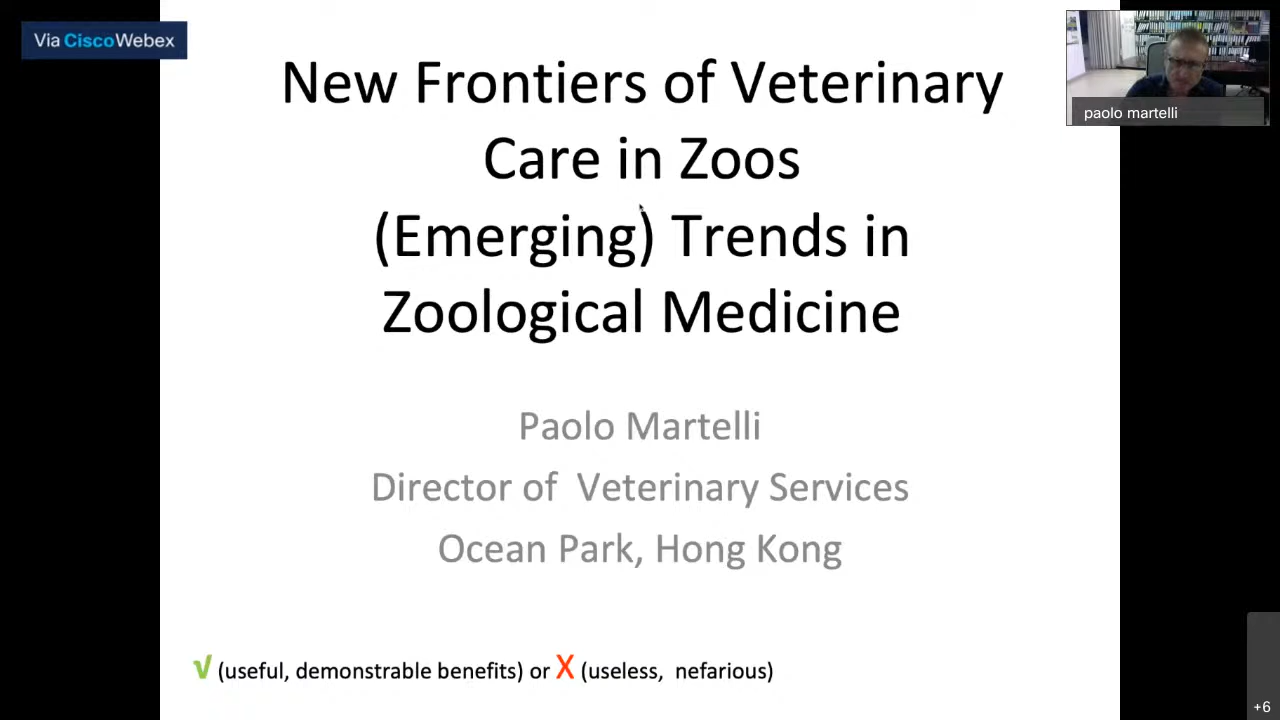 Via CiscoWebex
paolo martelli
New Frontiers of Veterinary
Care in Zoos
(Emerging) Trends in
Zoological Medicine
Paolo Martelli
Director of  Veterinary Services
Ocean Park, Hong Kong
√ (useful, demonstrable benefits) or X (useless,  nefarious)
+6